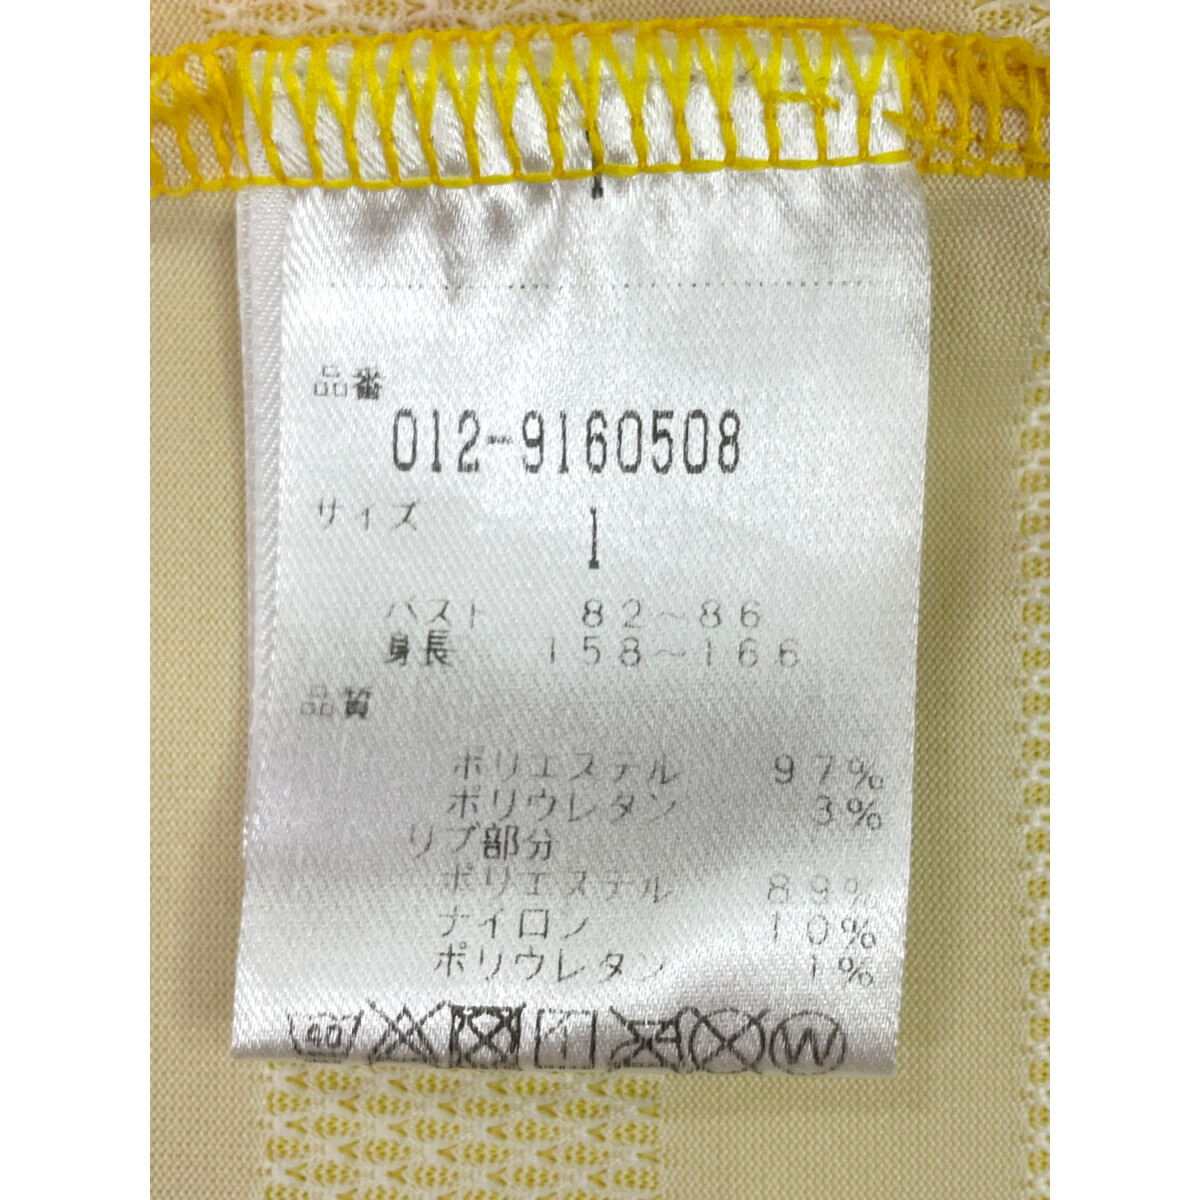 品番
012-9160508
サイズ
1
バスト 82～86
身長 158～166
品質
ポリエステル 97%
ポリウレタン 3%
リブ部分
ポリエステル 89%
ナイロン 10%
ポリウレタン 1%
40
W